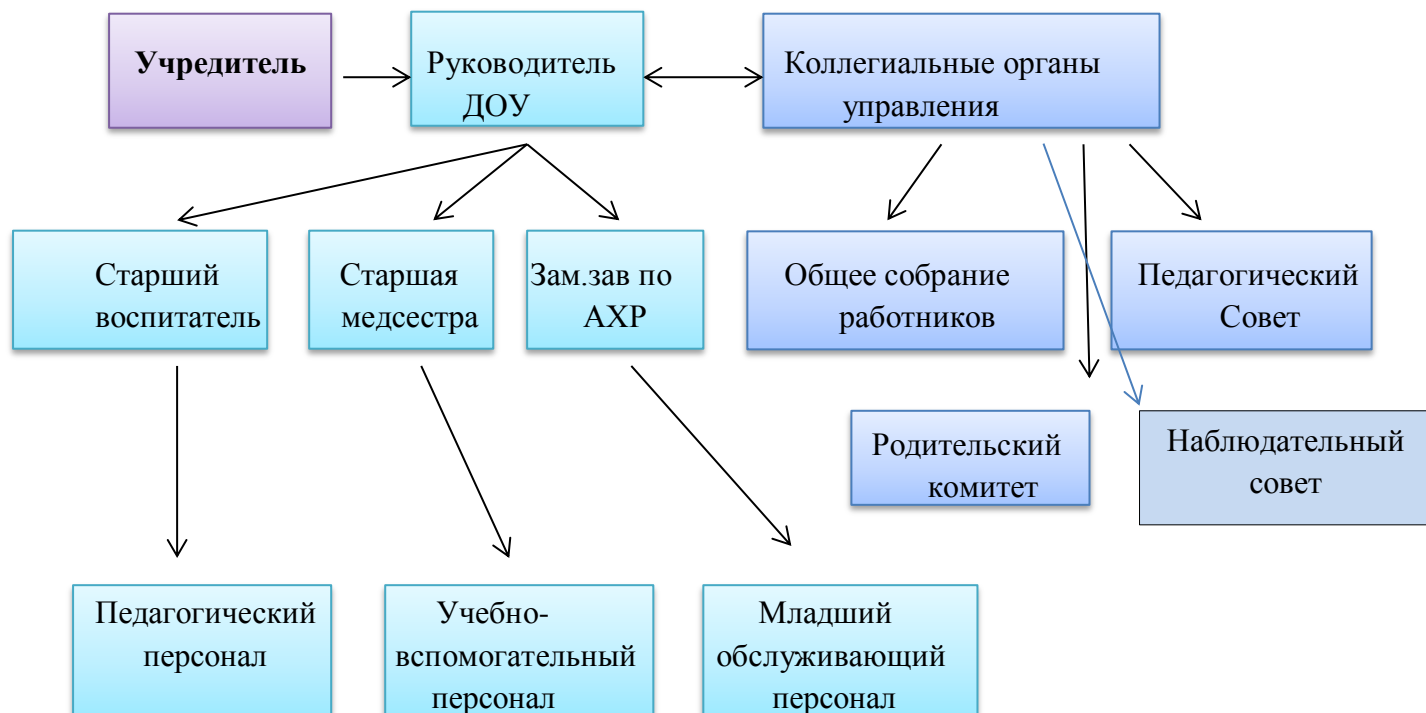 Учредитель
Руководитель
ДОУ
Коллегиальные органы
управления
Старший
воспитатель
Старшая
медсестра
Зам.зав по
АХР
Общее собрание
работников
Педагогический
Совет
Родительский
комитет
Наблюдательный
совет
Педагогический
персонал
Учебно-
вспомогательный
персонал
Младший
обслуживающий
персонал